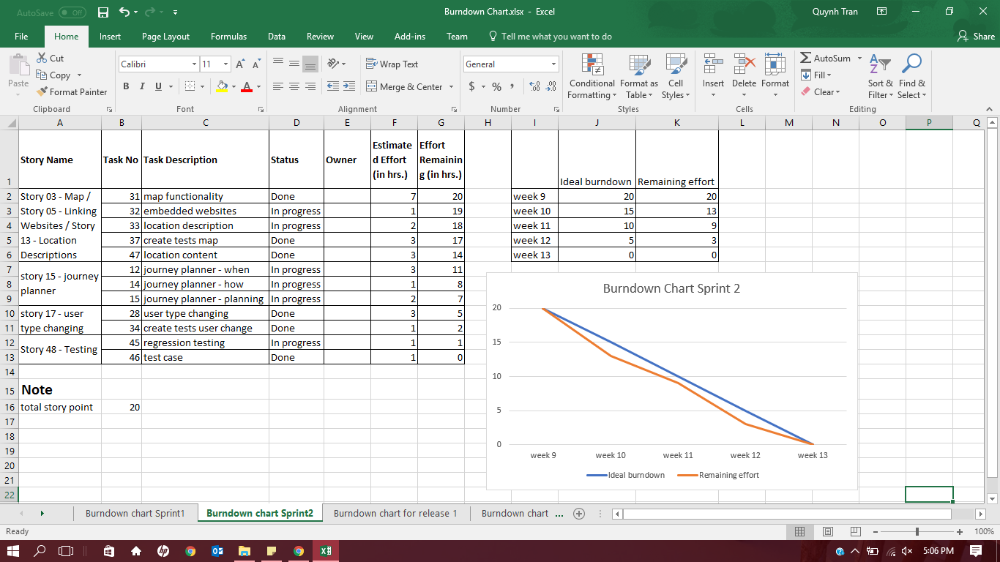 AutoSave Off
Burndown Chart.xlsx - Excel
Quynh Tran
File Home Insert Page Layout Formulas Data Review View Add-ins Team Tell me what you want to do Share
Paste
Cut
Copy
Format Painter
Clipboard
Calibri 11
B I U A
Font
Wrap Text
Merge & Center
Alignment
General
$ % ,
Number
Conditional Formatting
Format as Table
Cell Styles
Styles
Insert Delete Format
Cells
AutoSum
Fill
Clear
Sort & Filter
Find & Select
Editing
A B C D E F G H I J K L M N O P Q
1 Story Name Task No Task Description Status Owner Estimated Effort (in hrs.) Effort Remaining (in hrs.) Ideal burndown Remaining effort
2 Story 03 - Map / 31 map functionality Done 7 20 week 9 20 20
3 Story 05 - Linking 32 embedded websites In progress 1 19 week 10 15 13
4 Websites / Story 33 location description In progress 2 18 week 11 10 9
5 13 - Location 37 create tests map Done 3 17 week 12 5 3
6 Descriptions 47 location content Done 3 14 week 13 0 0
7 story 15 - journey planner 12 journey planner - when In progress 3 11
8 14 journey planner - how In progress 1 8
9 15 journey planner - planning In progress 2 7
10 story 17 - user 28 user type changing Done 3 5
11 type changing 34 create tests user change Done 1 2
12 Story 48 - Testing 45 regression testing In progress 1 1
13 46 test case Done 1 0
14
15 Note
16 total story point 20
17
18
19
20
21
22
Burndown Chart Sprint 2
20
15
10
5
0
week 9 week 10 week 11 week 12 week 13
Ideal burndown Remaining effort
Burndown chart Sprint1 Burndown chart Sprint2 Burndown chart for release 1 Burndown chart ...
Ready
100%
5:06 PM